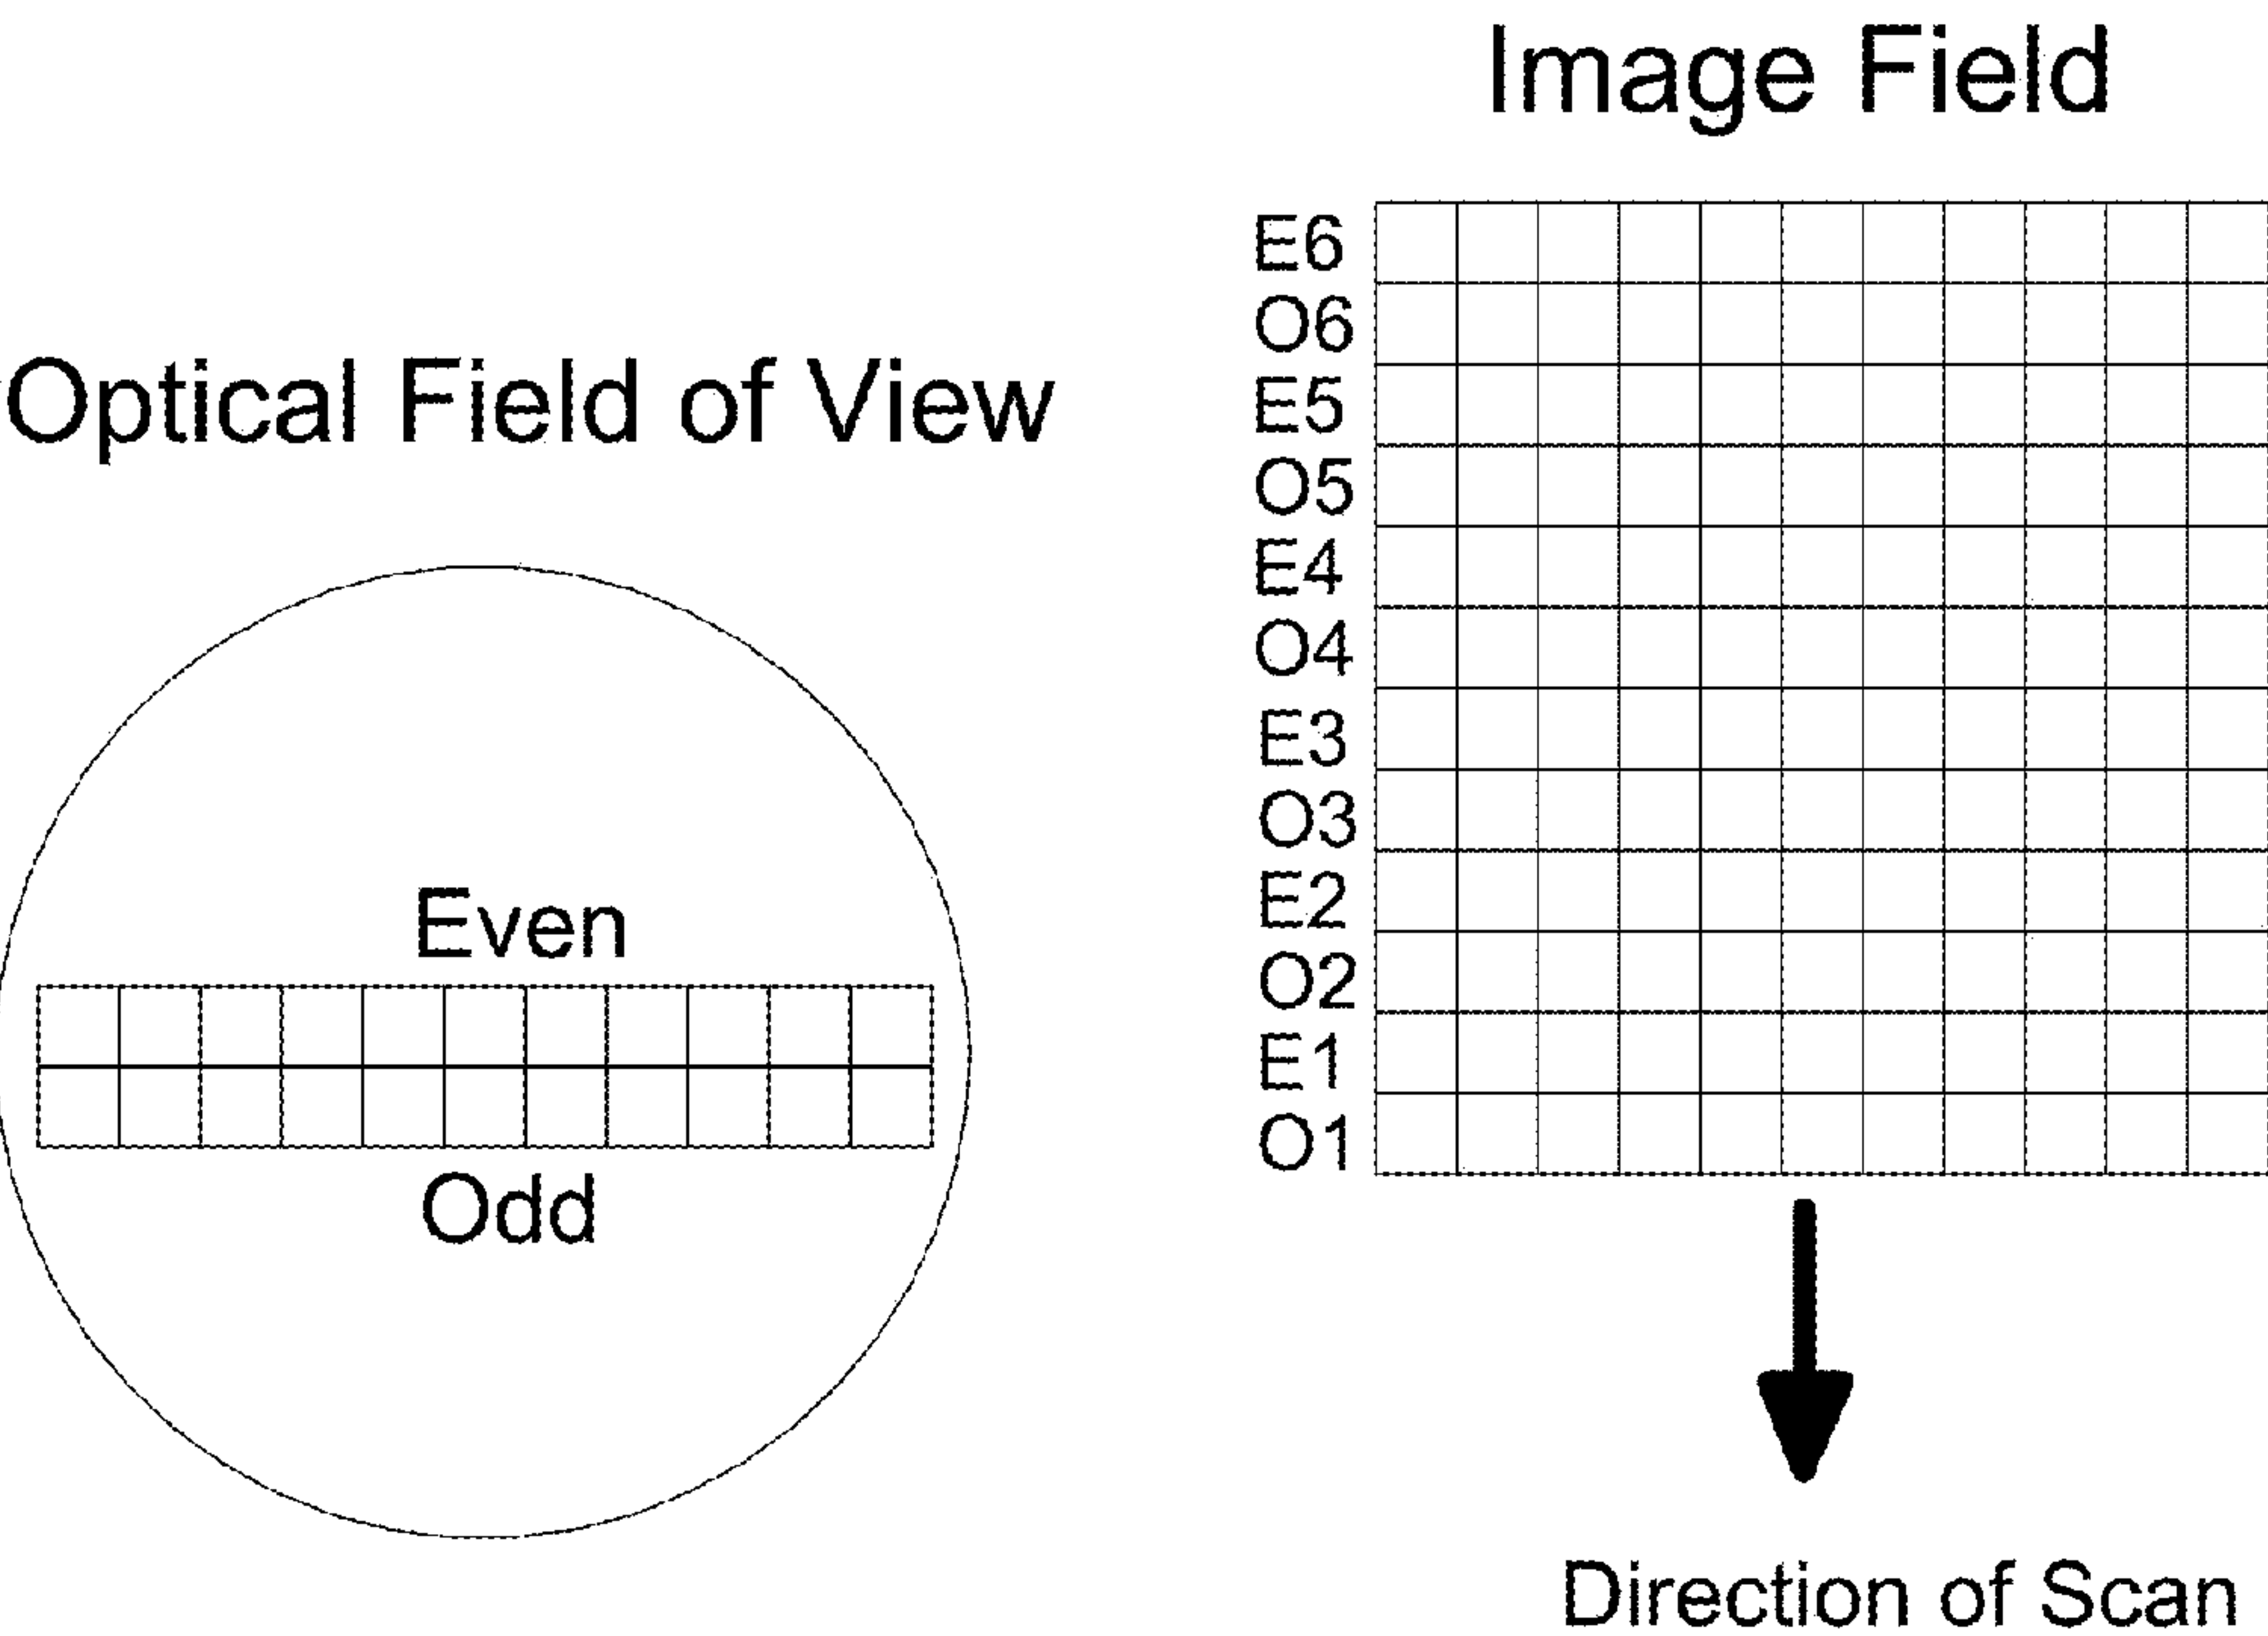 Image Field
Optical Field of View
E6
O6
E5
O5
E4
O4
E3
O3
E2
O2
E1
O1
Even
Odd
Direction of Scan